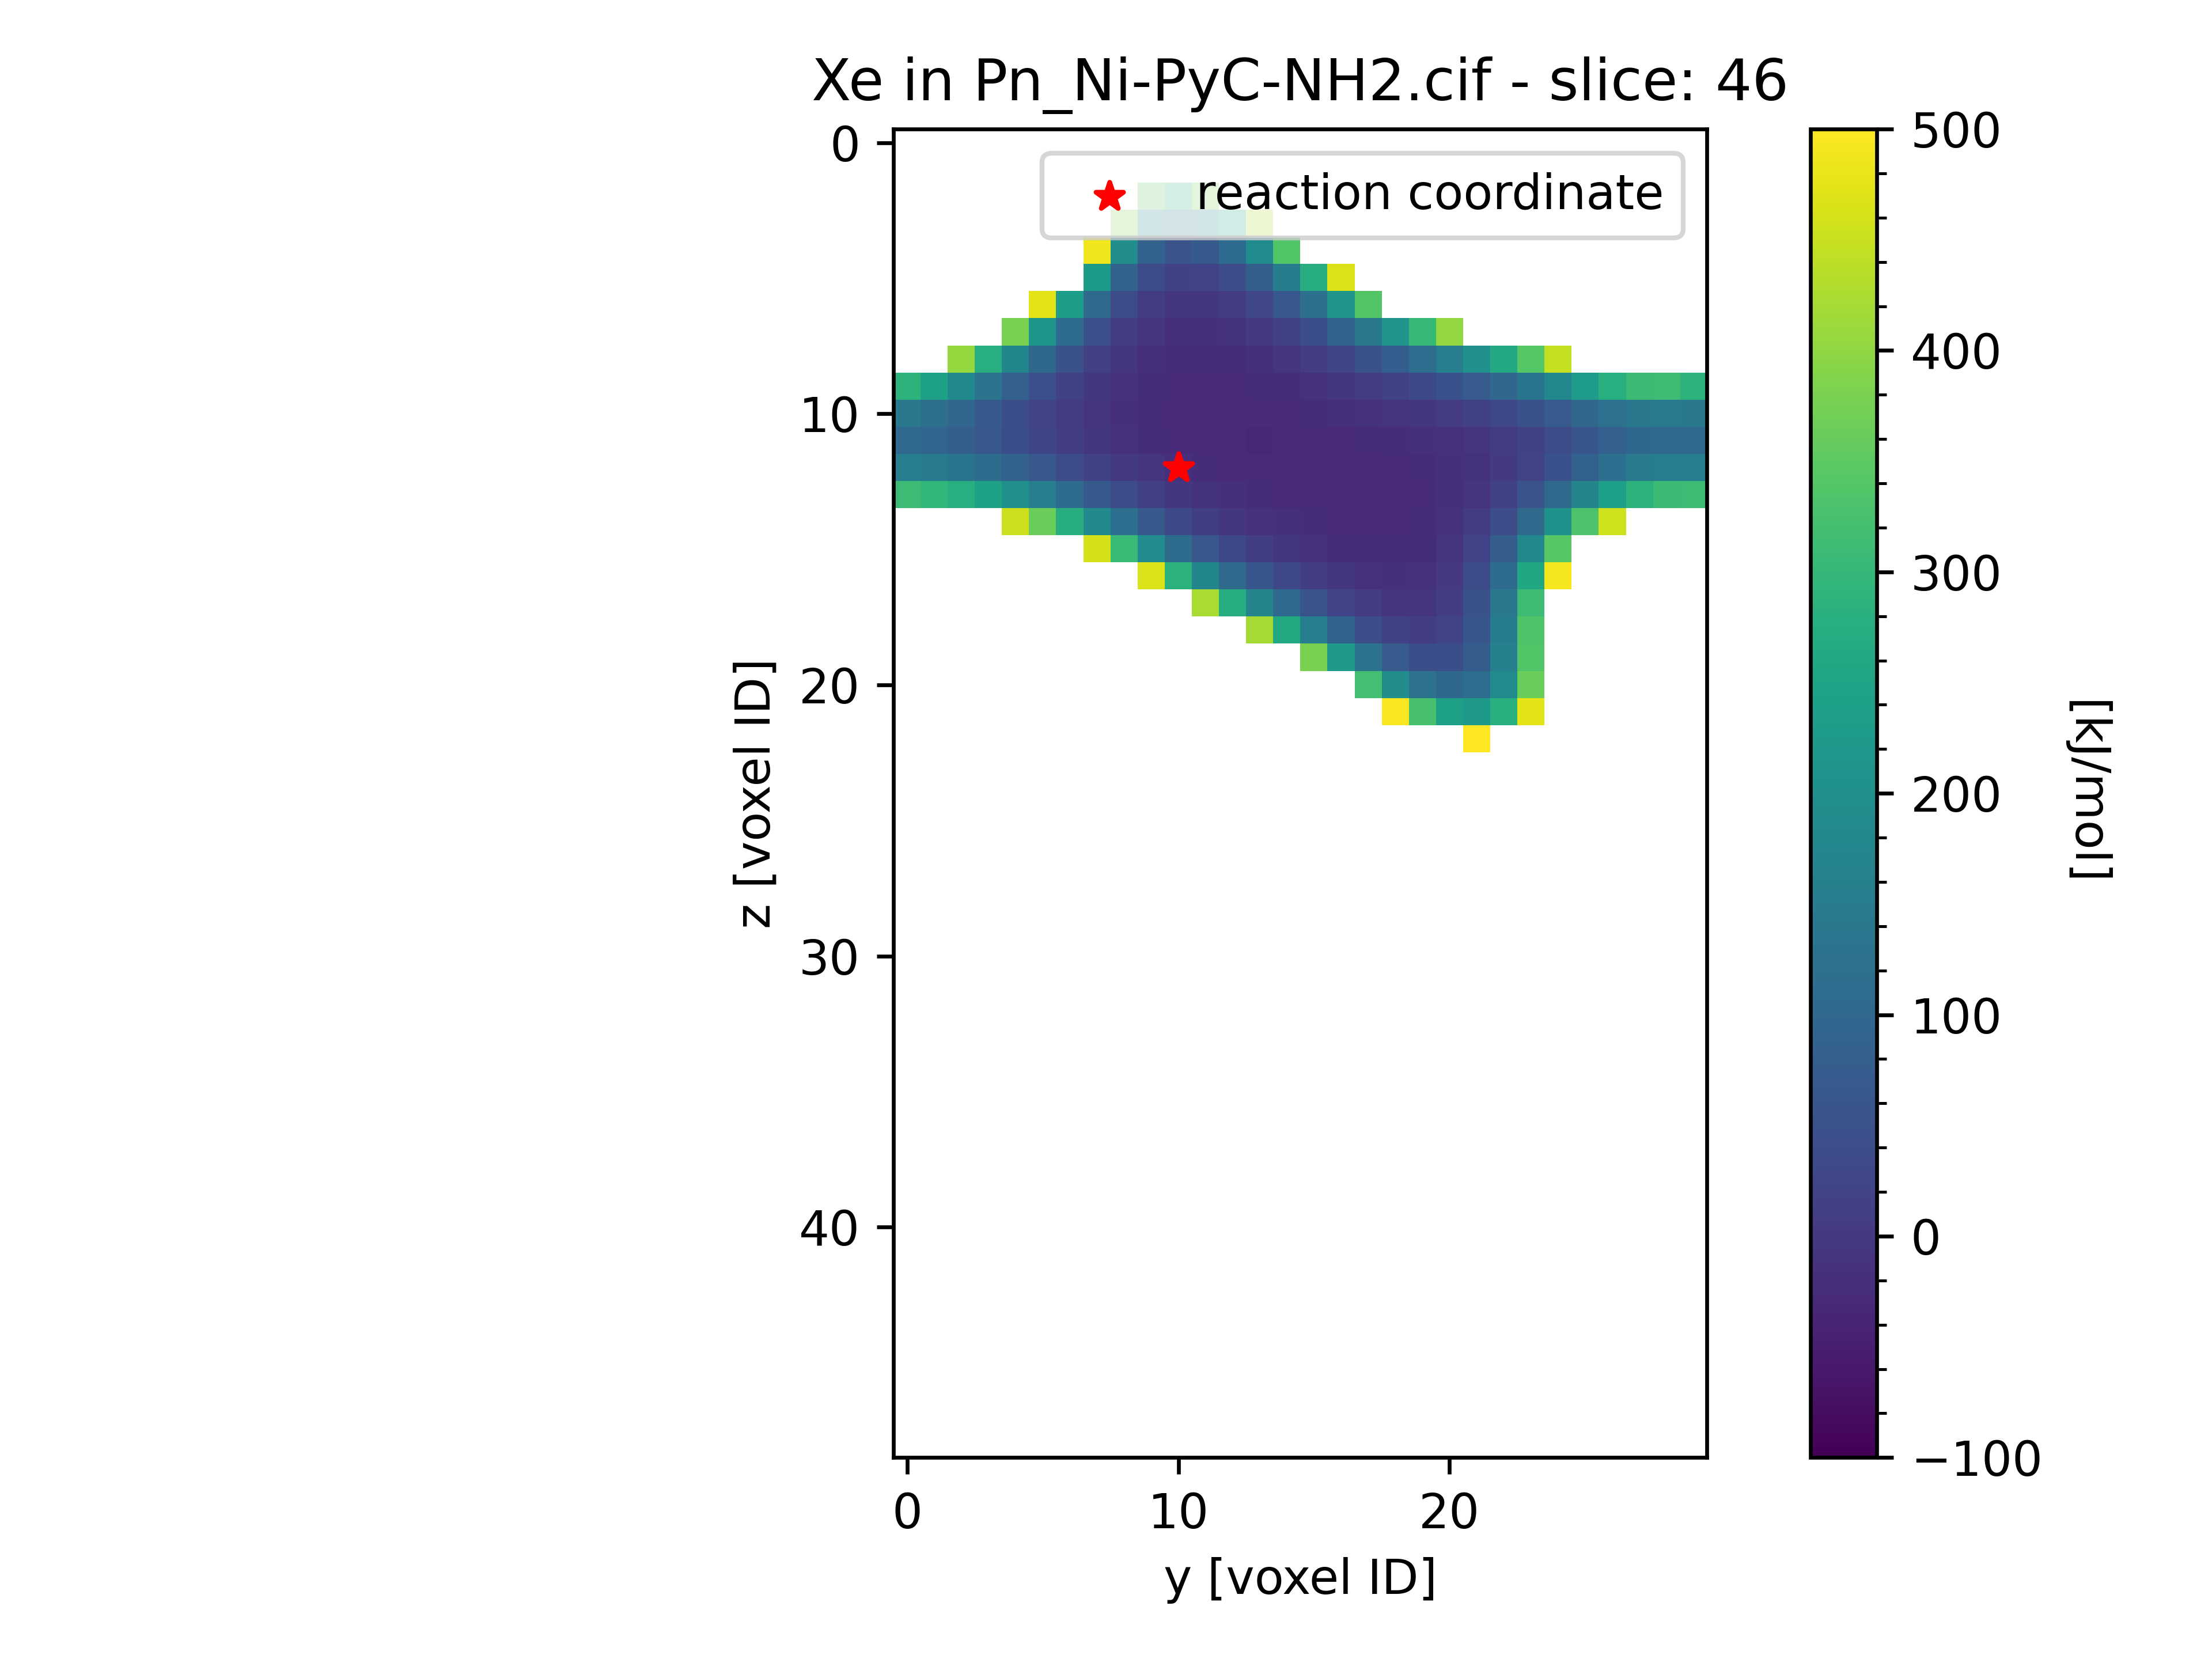 Xe in Pn_Ni-PyC-NH2.cif - slice: 46
reaction coordinate
0
10
20
30
40
z [voxel ID]
0 10 20
y [voxel ID]
500
400
300
200
100
0
−100
[kJ/mol]